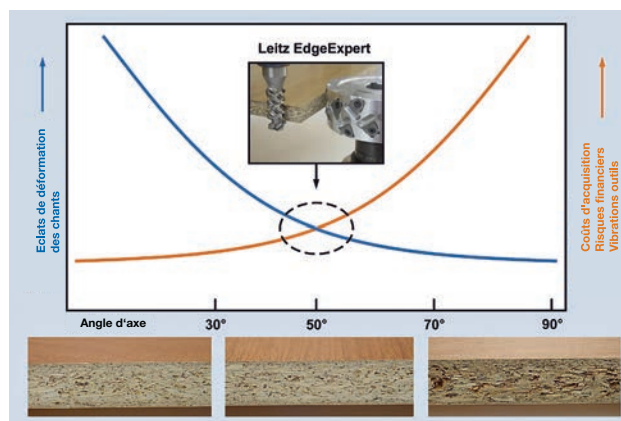 Leitz EdgeExpert
Eclats de déformation
des chants
Coûts d'acquisition
Risques financiers
Vibrations outils
Angle d'axe
30°
50°
70°
90°